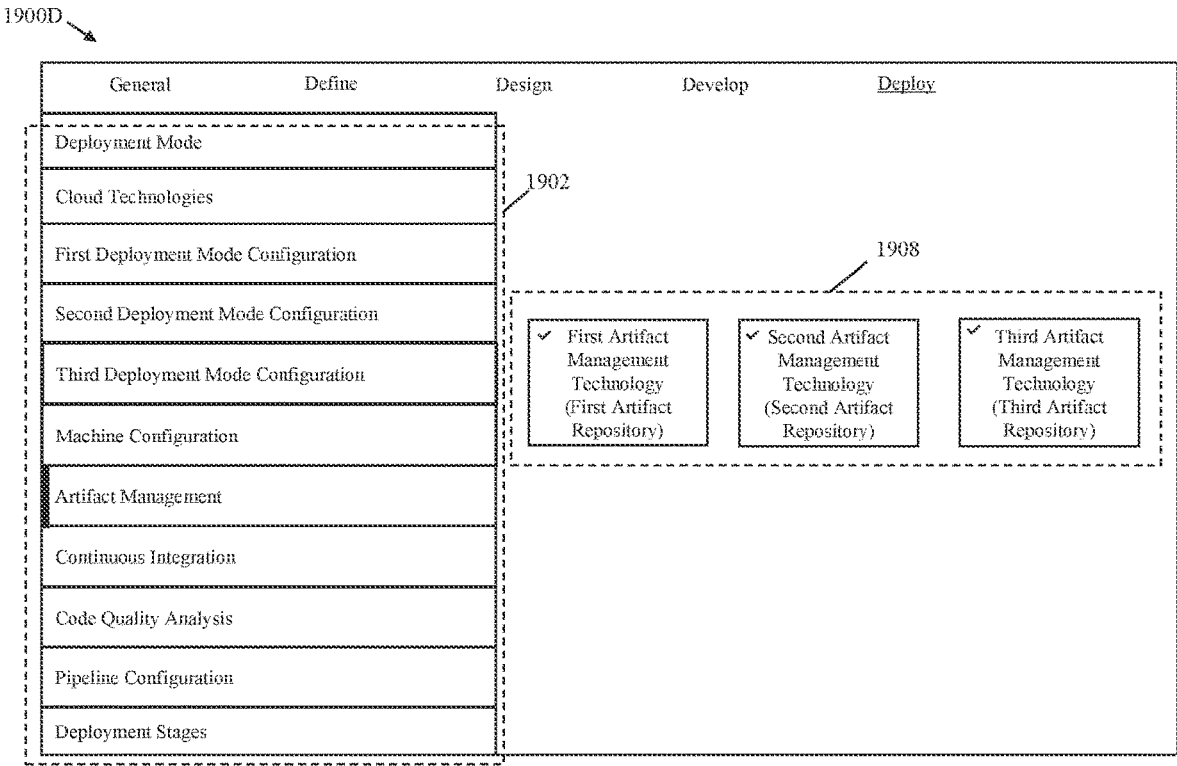 1900D
General Define Design Develop Deploy
Deployment Mode
Cloud Technologies
1902
First Deployment Mode Configuration
1908
Second Deployment Mode Configuration
Third Deployment Mode Configuration
Machine Configuration
Artifact Management
Continuous Integration
Code Quality Analysis
Pipeline Configuration
Deployment Stages
First Artifact
Management
Technology
(First Artifact
Repository)
Second Artifact
Management
Technology
(Second Artifact
Repository)
Third Artifact
Management
Technology
(Third Artifact
Repository)